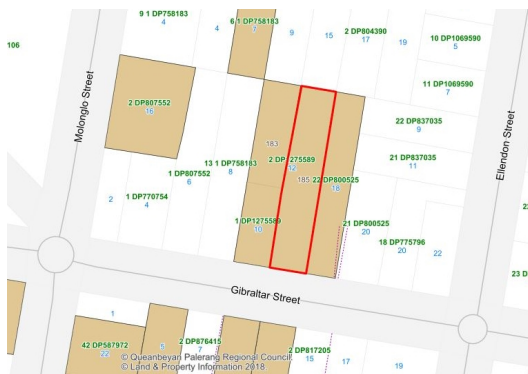 9 1 DP758183
4
4
6 1 DP758183
7
9
15
2 DP804390
17
19
10 DP1069590
5
106
11 DP1069590
7
Molonglo Street
2 DP807552
16
22 DP837035
9
Ellendon Street
183
2 DP1275589
12
185
22 DP800525
18
21 DP837035
11
13 1 DP758183
8
1 DP807552
6
1 DP770754
4
2
1 DP1275589
10
21 DP800525
20
18 DP775796
20
22
23 D
Gibraltar Street
1
42 DP587972
22
5
2 DP876415
7
2 DP817205
15
17
19
© Queanbeyan Palerang Regional Council
© Land & Property Information 2018